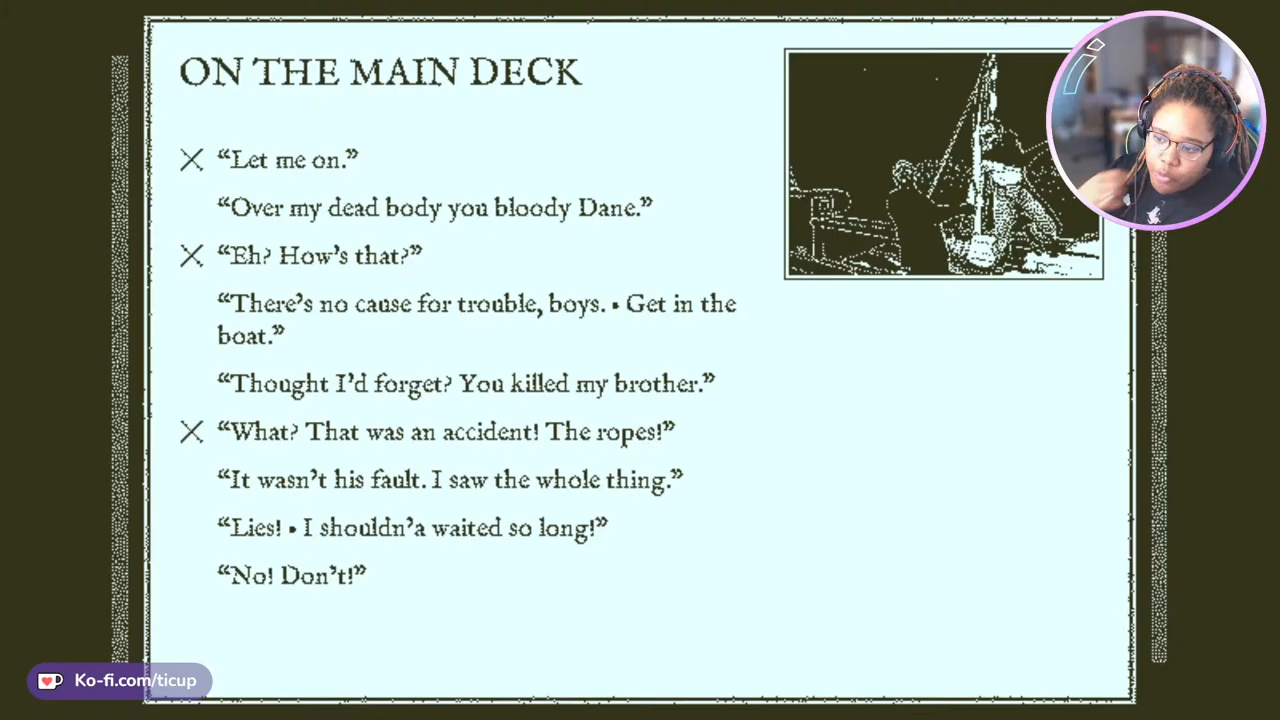 ON THE MAIN DECK
“Let me on.”
“Over my dead body you bloody Dane.”
“Eh? How’s that?”
“There’s no cause for trouble, boys. • Get in the
boat.”
“Thought I’d forget? You killed my brother.”
“What? That was an accident! The ropes!”
“It wasn’t his fault. I saw the whole thing.”
“Lies! • I shouldn’a waited so long!”
“No! Don’t!”
Ko-fi.com/ticup